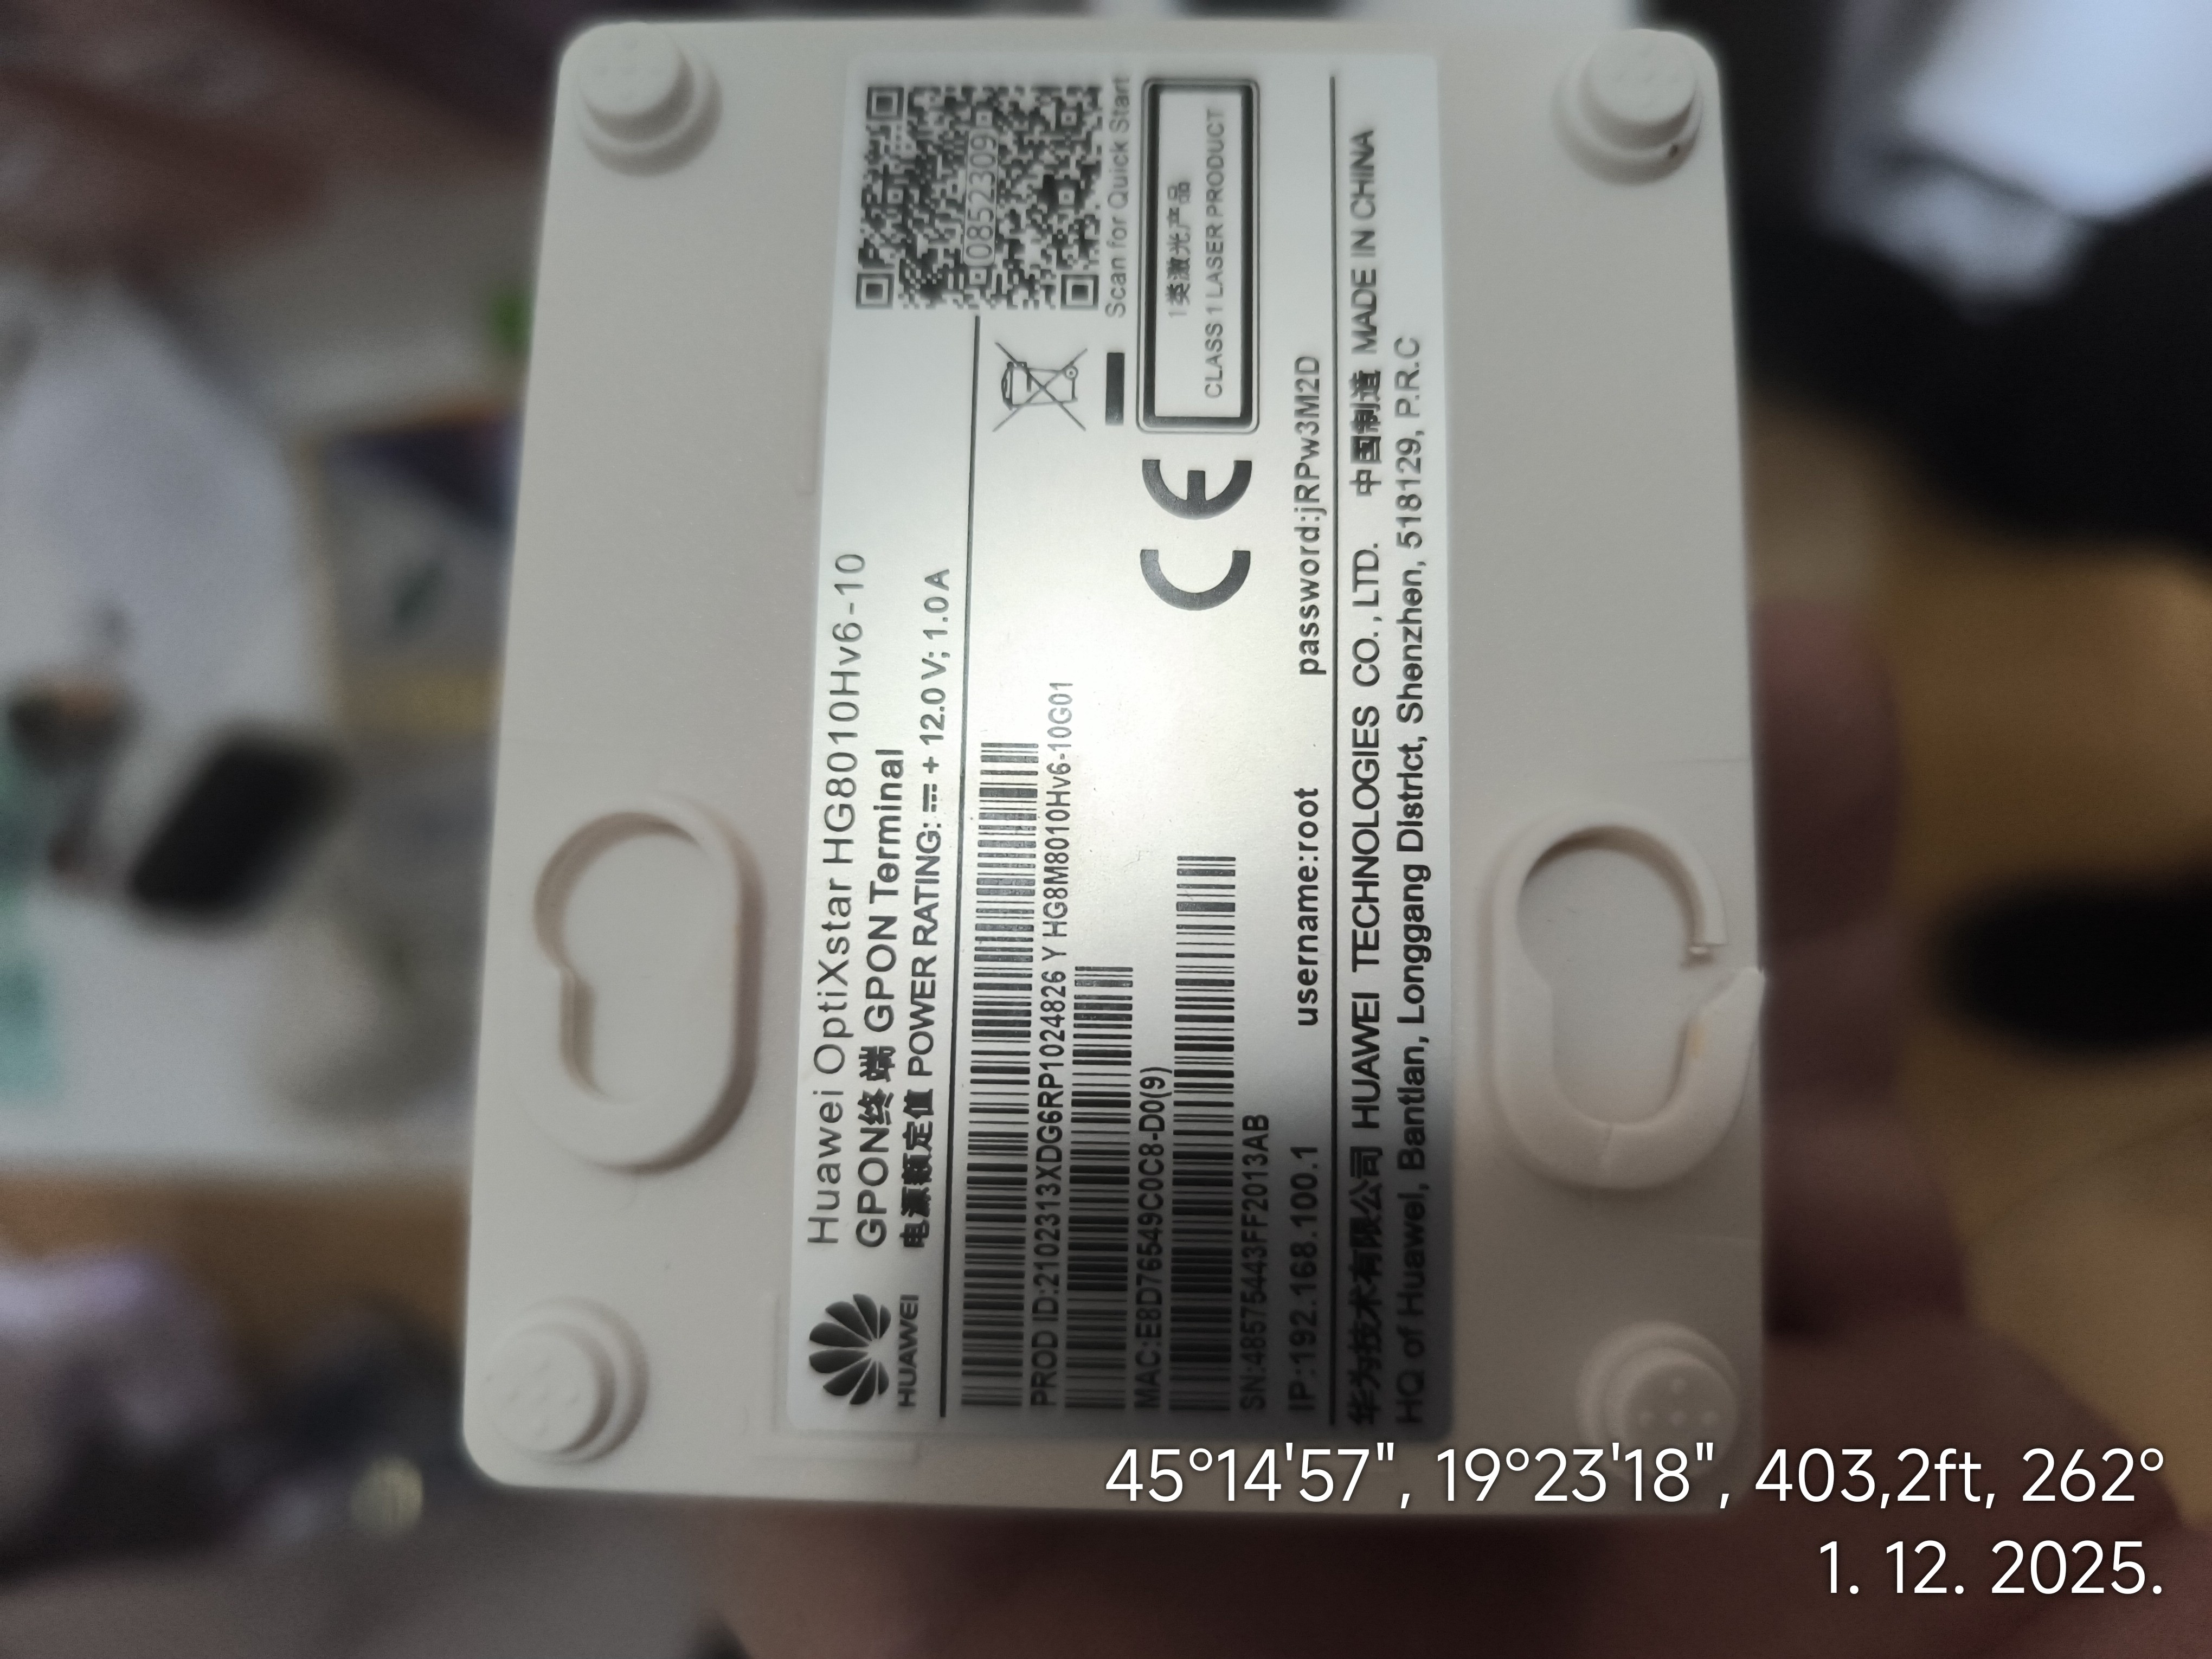 HUAWEI
Huawei OptiXstar HG8010Hv6-10
GPON终端 GPON Terminal
电源额定值 POWER RATING: ⎓ + 12.0 V; 1.0 A
0852309
Scan for Quick Start
PROD ID:2102313XDG6RP1024826 Y HG8M8010Hv6-10G01
MAC:E8D76549C0C8-D0(9)
SN:48575443FF2013AB
CE
1类激光产品
CLASS 1 LASER PRODUCT
IP:192.168.100.1 username:root password:jRPw3M2D
华为技术有限公司 HUAWEI TECHNOLOGIES CO., LTD. 中国制造 MADE IN CHINA
HQ of Huawei, Bantian, Longgang District, Shenzhen, 518129, P.R.C
45°14'57", 19°23'18", 403,2ft, 262°
1. 12. 2025.